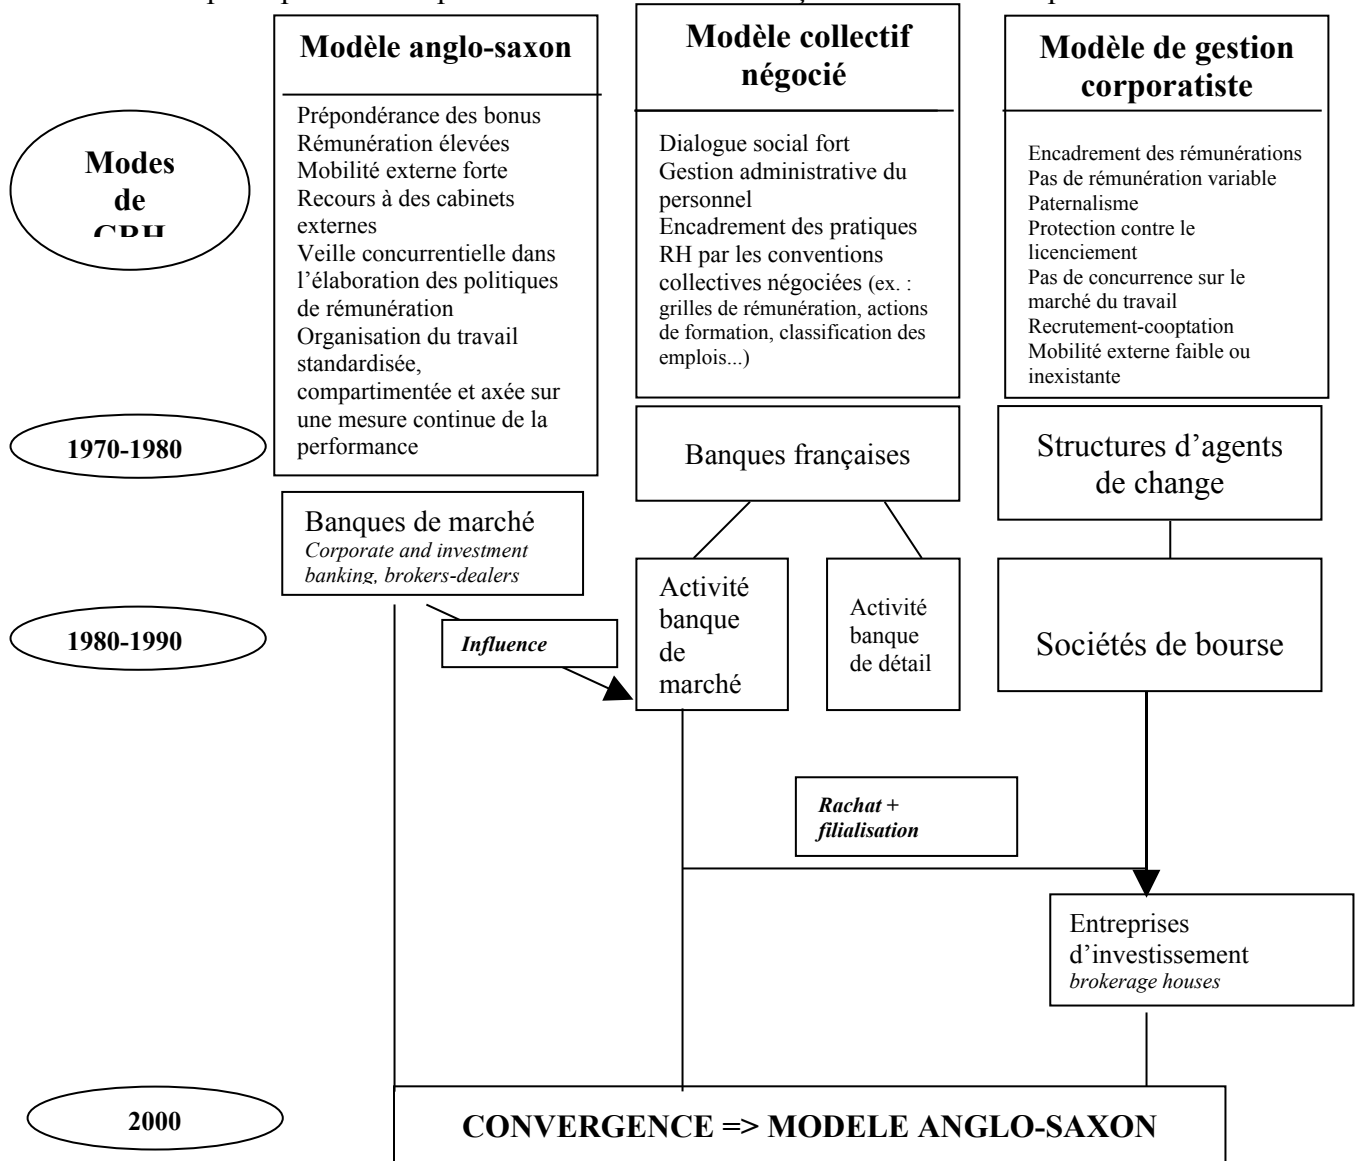 Modèle anglo-saxon
Prépondérance des bonus
Rémunération élevées
Mobilité externe forte
Recours à des cabinets
externes
Veille concurrentielle dans
l’élaboration des politiques
de rémunération
Organisation du travail
standardisée,
compartimentée et axée sur
une mesure continue de la
performance
Modèle collectif
négocié
Dialogue social fort
Gestion administrative du
personnel
Encadrement des pratiques
RH par les conventions
collectives négociées (ex. :
grilles de rémunération, actions
de formation, classification des
emplois...)
Modèle de gestion
corporatiste
Encadrement des rémunérations
Pas de rémunération variable
Paternalisme
Protection contre le
licenciement
Pas de concurrence sur le
marché du travail
Recrutement-cooptation
Mobilité externe faible ou
inexistante
Modes
de
GRH
1970-1980
Banques françaises
Structures d’agents
de change
Banques de marché
Corporate and investment
banking, brokers-dealers
1980-1990
Influence
Activité
banque
de
marché
Activité
banque
de détail
Sociétés de bourse
Rachat +
filialisation
Entreprises
d’investissement
brokerage houses
2000
CONVERGENCE => MODELE ANGLO-SAXON